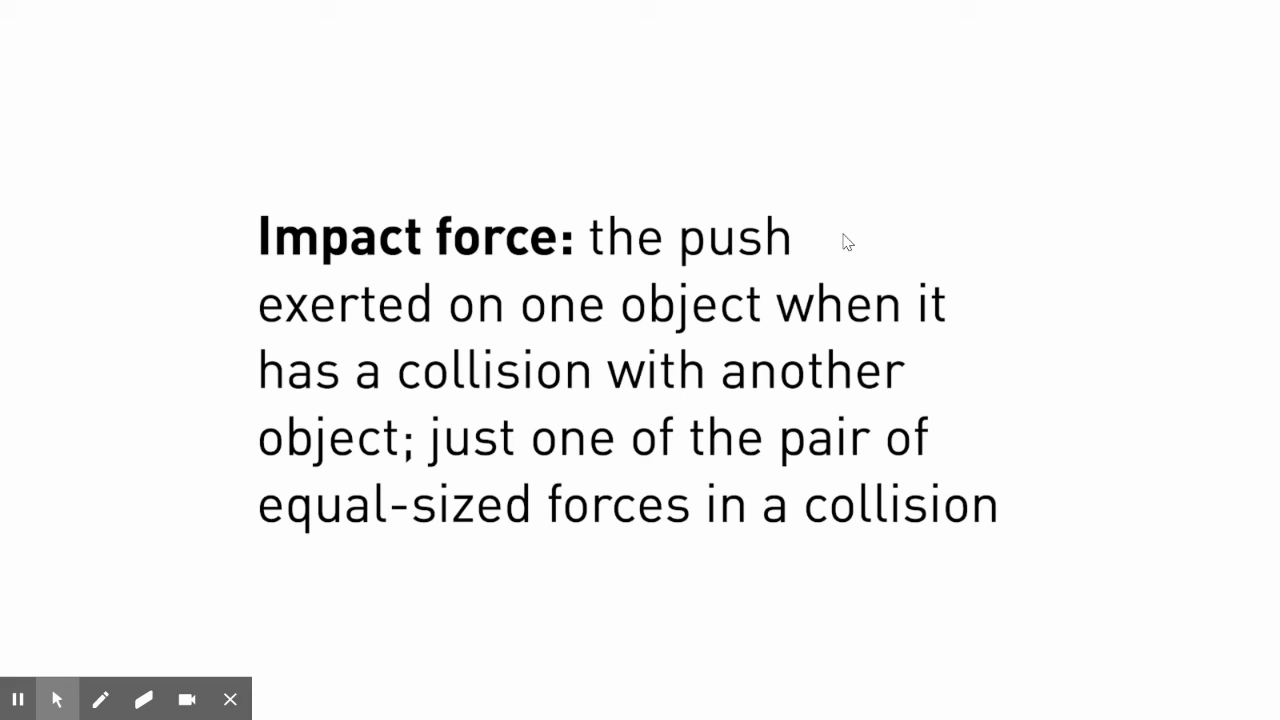 Impact force: the push
exerted on one object when it
has a collision with another
object; just one of the pair of
equal-sized forces in a collision